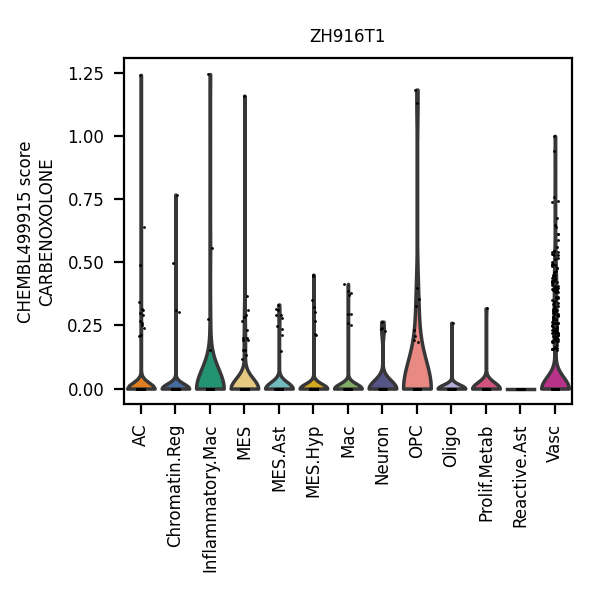 ZH916T1
CHEMBL499915 score
CARBENOXOLONE
1.25
1.00
0.75
0.50
0.25
0.00
AC
Chromatin.Reg
Inflammatory.Mac
MES
MES.Ast
MES.Hyp
Mac
Neuron
OPC
Oligo
Prolif.Metab
Reactive.Ast
Vasc